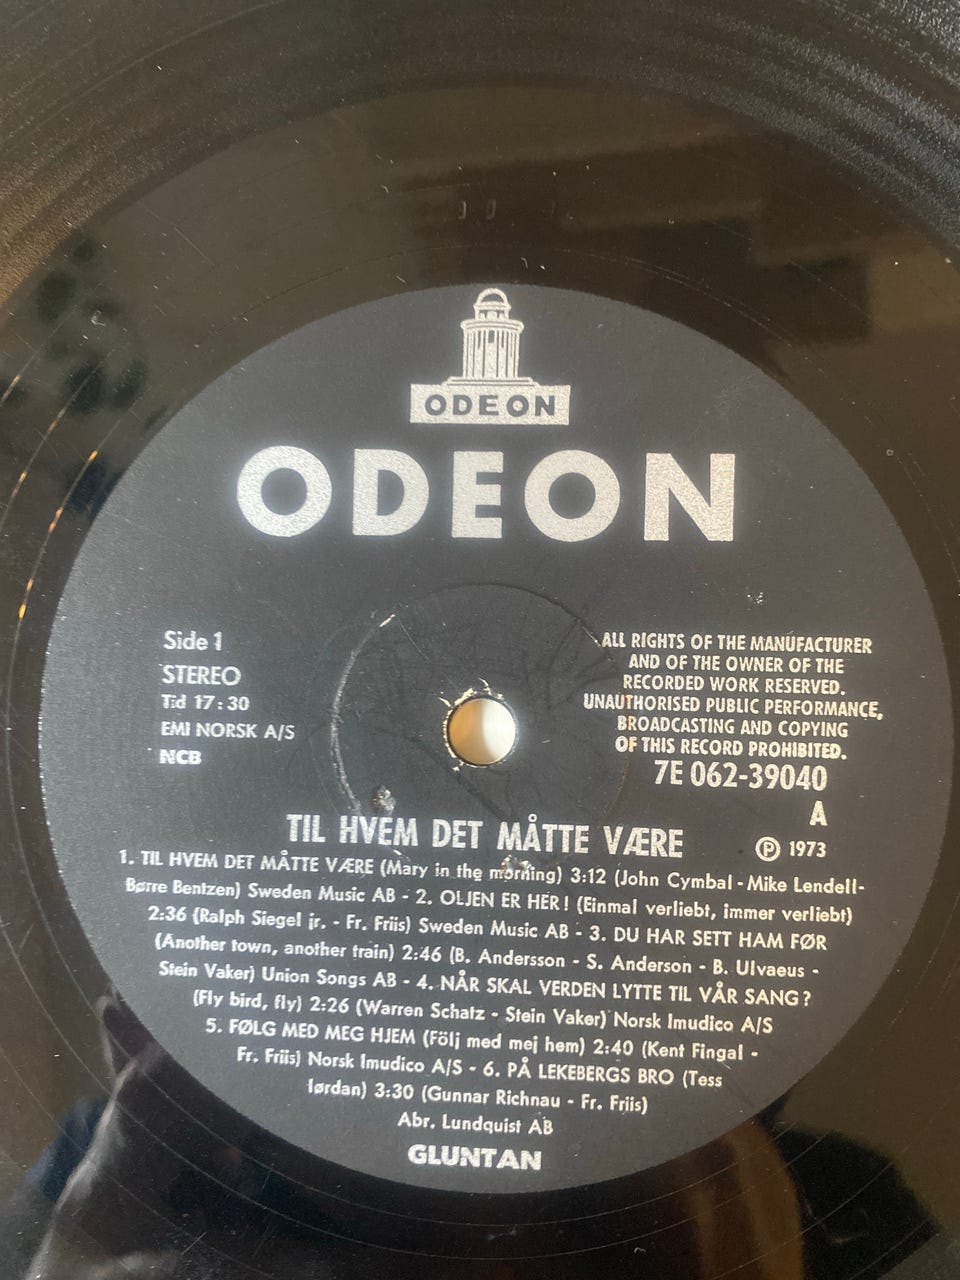 ODEON
ODEON
Side 1
STEREO
Tid 17:30
EMI NORSK A/S
NCB
ALL RIGHTS OF THE MANUFACTURER
AND OF THE OWNER OF THE
RECORDED WORK RESERVED.
UNAUTHORISED PUBLIC PERFORMANCE,
BROADCASTING AND COPYING
OF THIS RECORD PROHIBITED.
7E 062-39040
A
℗ 1973
TIL HVEM DET MÅTTE VÆRE
1. TIL HVEM DET MÅTTE VÆRE (Mary in the morning) 3:12 (John Cymbal - Mike Lendell-
Børre Bentzen) Sweden Music AB - 2. OLJEN ER HER! (Einmal verliebt, immer verliebt)
2:36 (Ralph Siegel jr. - Fr. Friis) Sweden Music AB - 3. DU HAR SETT HAM FØR
(Another town, another train) 2:46 (B. Andersson - S. Anderson - B. Ulvaeus -
Stein Vaker) Union Songs AB - 4. NÅR SKAL VERDEN LYTTE TIL VÅR SANG?
(Fly bird, fly) 2:26 (Warren Schatz - Stein Vaker) Norsk Imudico A/S
5. FØLG MED MEG HJEM (Följ med mej hem) 2:40 (Kent Fingal -
Fr. Friis) Norsk Imudico A/S - 6. PÅ LEKEBERGS BRO (Tess
lørdan) 3:30 (Gunnar Richnau - Fr. Friis)
Abr. Lundquist AB
GLUNTAN